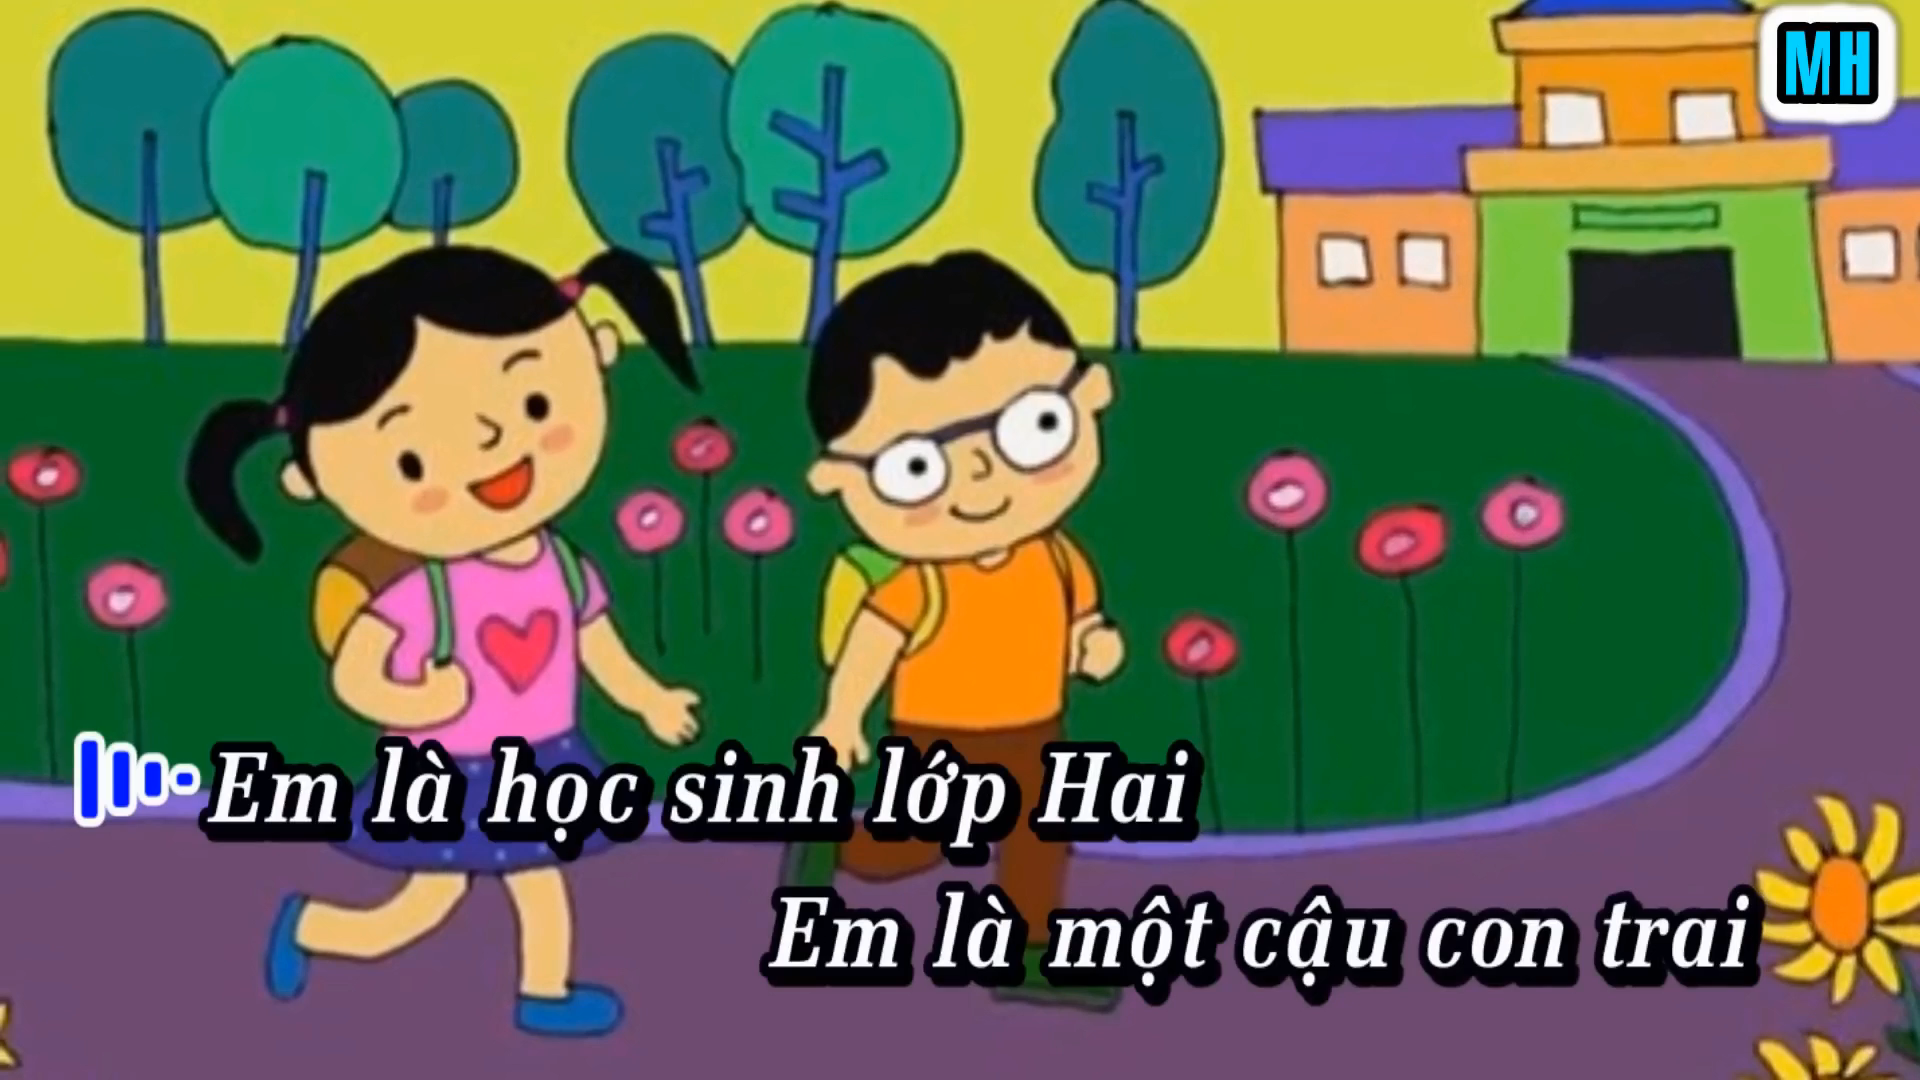 MH
Em là học sinh lớp Hai
Em là một cậu con trai